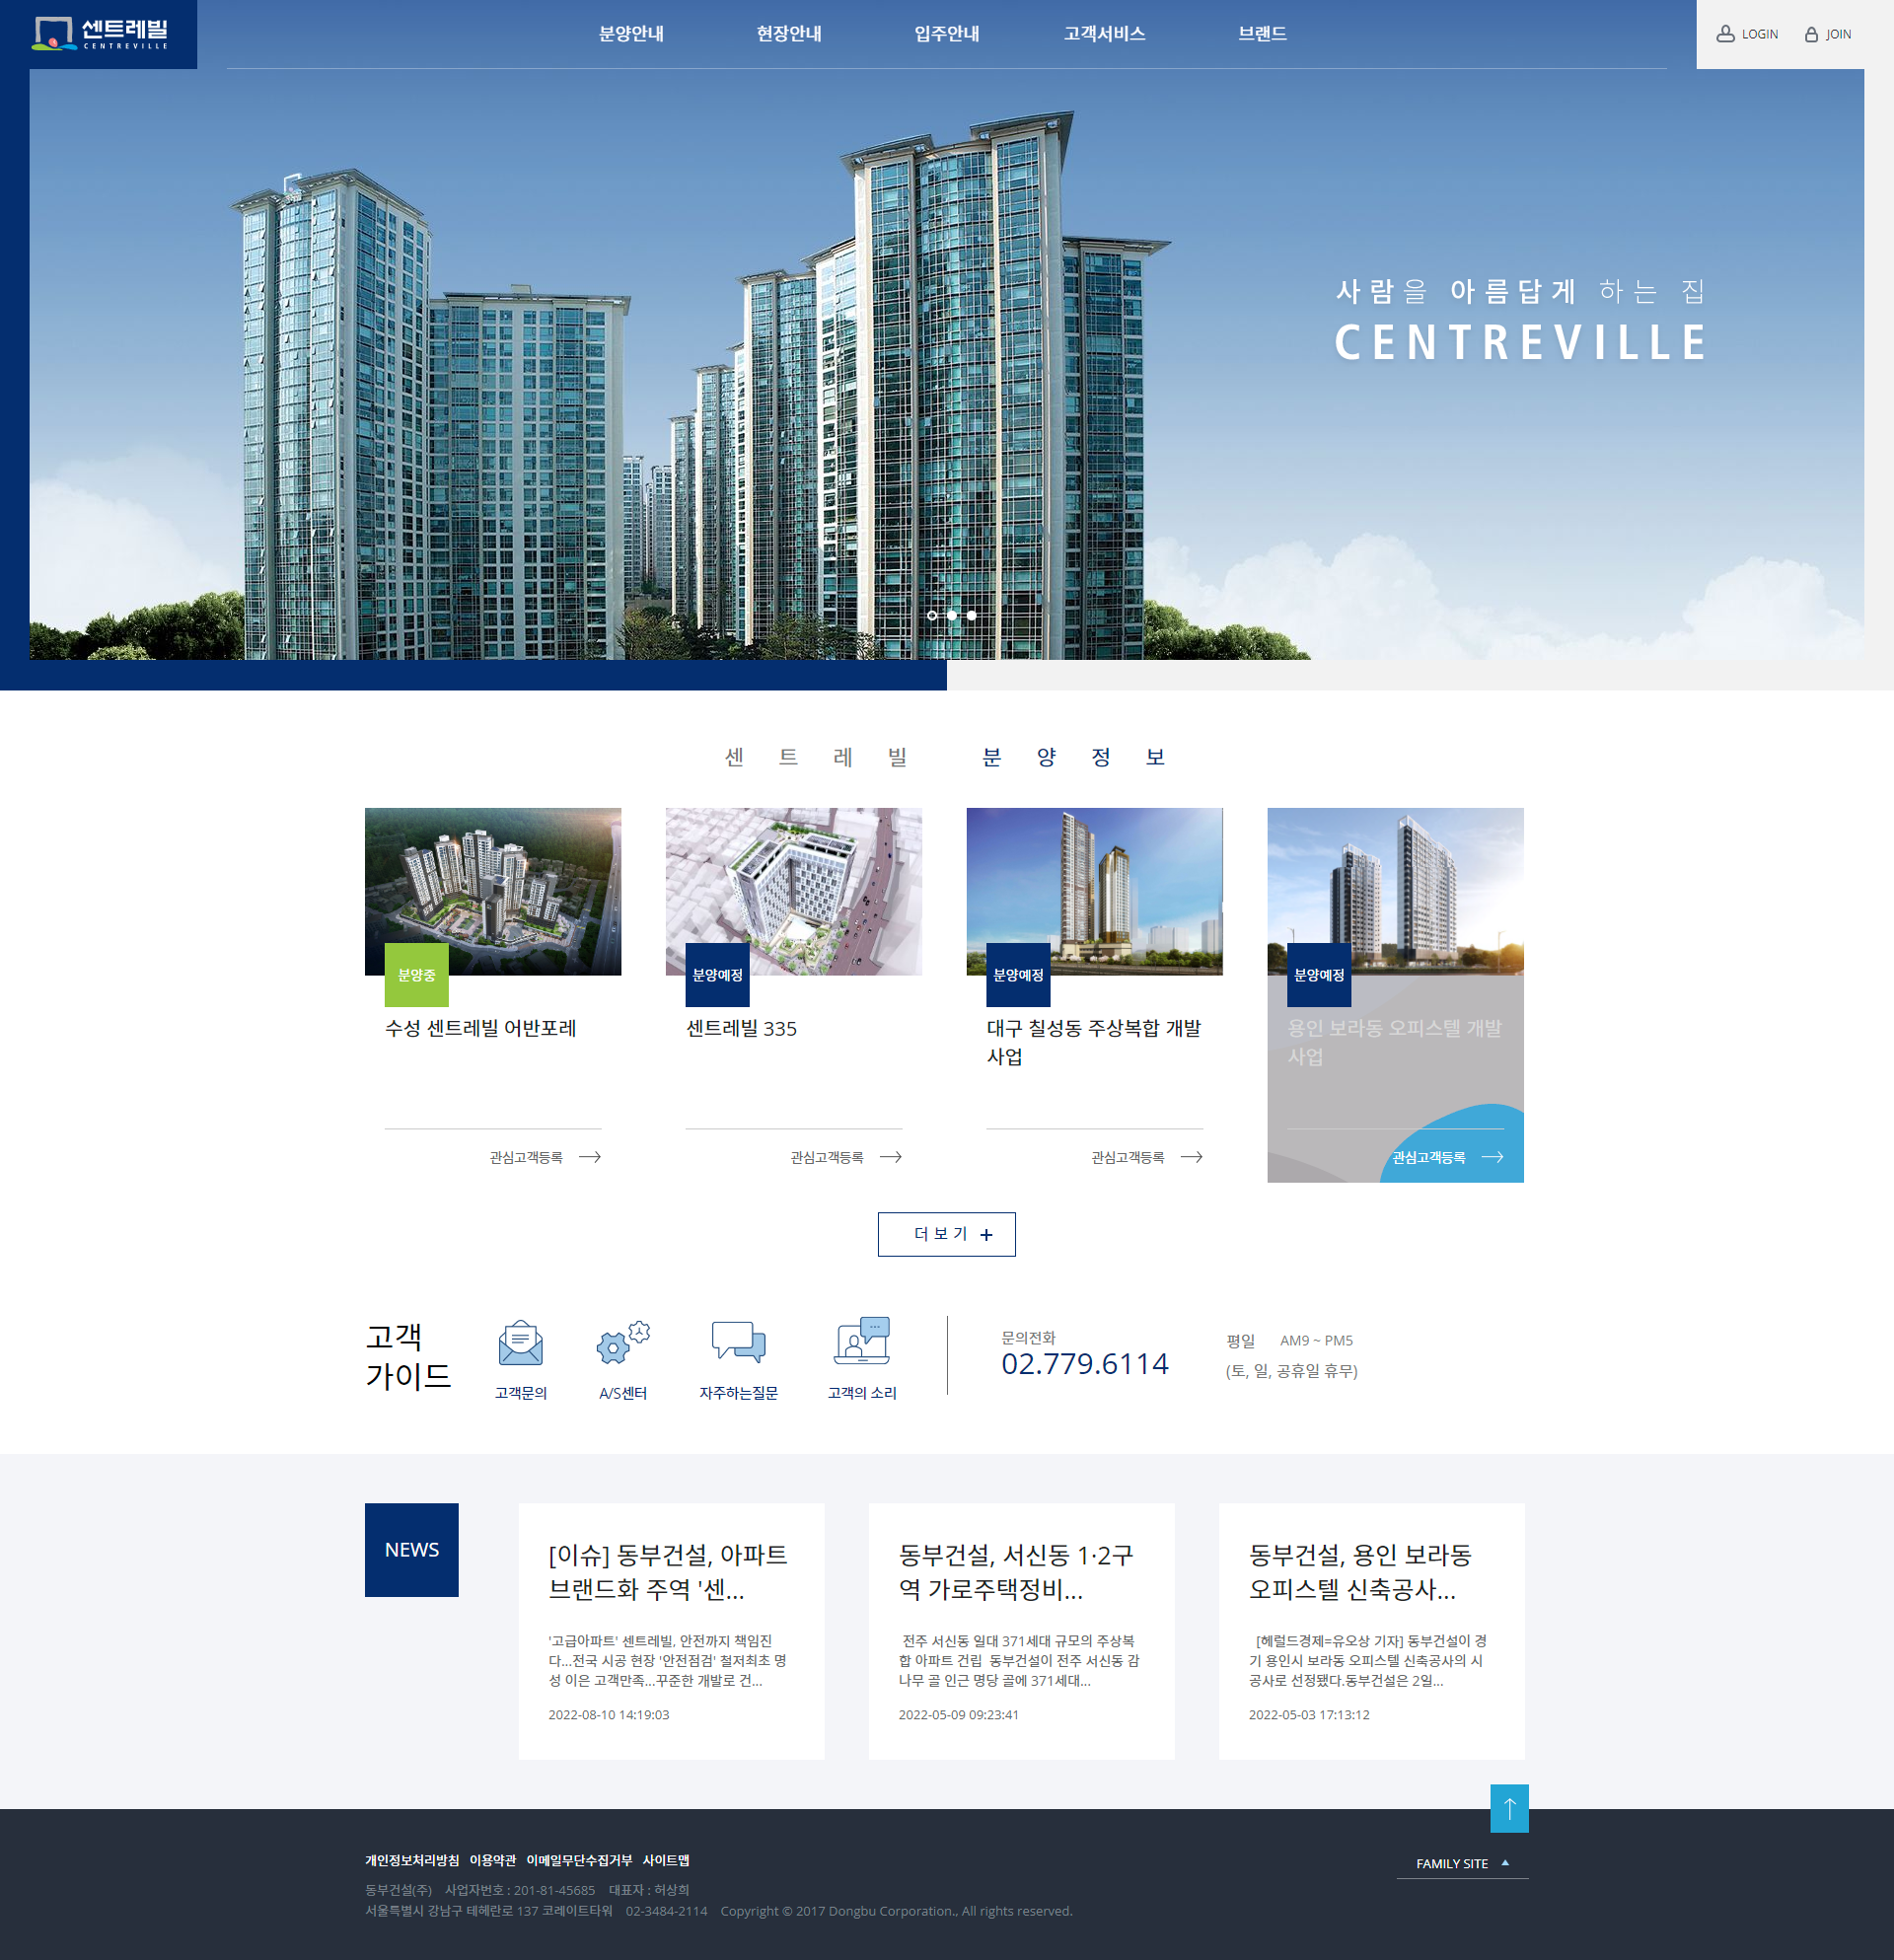 센트레빌
CENTREVILLE
분양안내 현장안내 입주안내 고객서비스 브랜드
LOGIN JOIN
사람을 아름답게 하는 집
CENTREVILLE
센트레빌 분양정보
분양중
수성 센트레빌 어반포레
관심고객등록
분양예정
센트레빌 335
관심고객등록
분양예정
대구 칠성동 주상복합 개발
사업
관심고객등록
분양예정
용인 보라동 오피스텔 개발
사업
관심고객등록
더보기 +
고객
가이드
고객문의
A/S센터
자주하는질문
고객의 소리
문의전화
02.779.6114
평일 AM9 ~ PM5
(토, 일, 공휴일 휴무)
NEWS
[이슈] 동부건설, 아파트
브랜드화 주역 '센...
'고급아파트' 센트레빌, 안전까지 책임진
다...전국 시공 현장 '안전점검' 철저최초 명
성 이은 고객만족...꾸준한 개발로 건...
2022-08-10 14:19:03
동부건설, 서신동 1·2구
역 가로주택정비...
전주 서신동 일대 371세대 규모의 주상복
합 아파트 건립 동부건설이 전주 서신동 감
나무 골 인근 명당 골에 371세대...
2022-05-09 09:23:41
동부건설, 용인 보라동
오피스텔 신축공사...
[헤럴드경제=유오상 기자] 동부건설이 경
기 용인시 보라동 오피스텔 신축공사의 시
공사로 선정됐다.동부건설은 2일...
2022-05-03 17:13:12
개인정보처리방침 이용약관 이메일무단수집거부 사이트맵
FAMILY SITE
동부건설(주) 사업자번호 : 201-81-45685 대표자 : 허상희
서울특별시 강남구 테헤란로 137 코레이트타워 02-3484-2114 Copyright © 2017 Dongbu Corporation., All rights reserved.